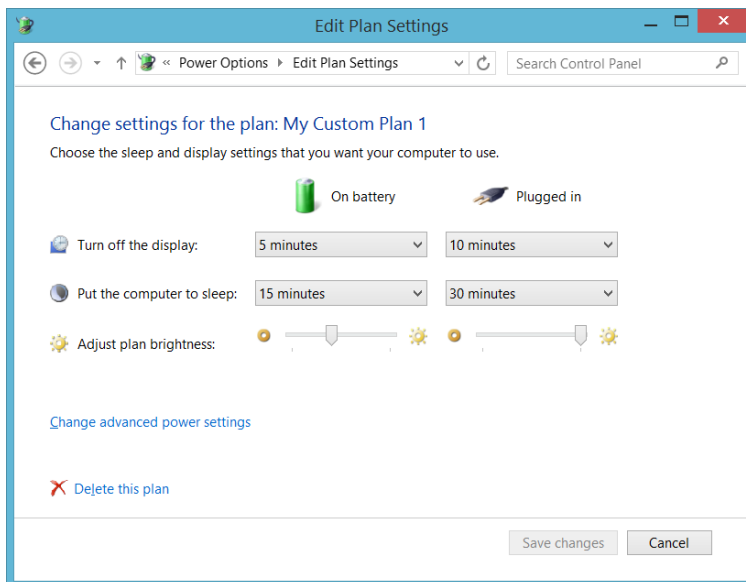 Edit Plan Settings
« Power Options Edit Plan Settings Search Control Panel
Change settings for the plan: My Custom Plan 1
Choose the sleep and display settings that you want your computer to use.
On battery Plugged in
Turn off the display: 5 minutes 10 minutes
Put the computer to sleep: 15 minutes 30 minutes
Adjust plan brightness:
Change advanced power settings
Delete this plan
Save changes Cancel